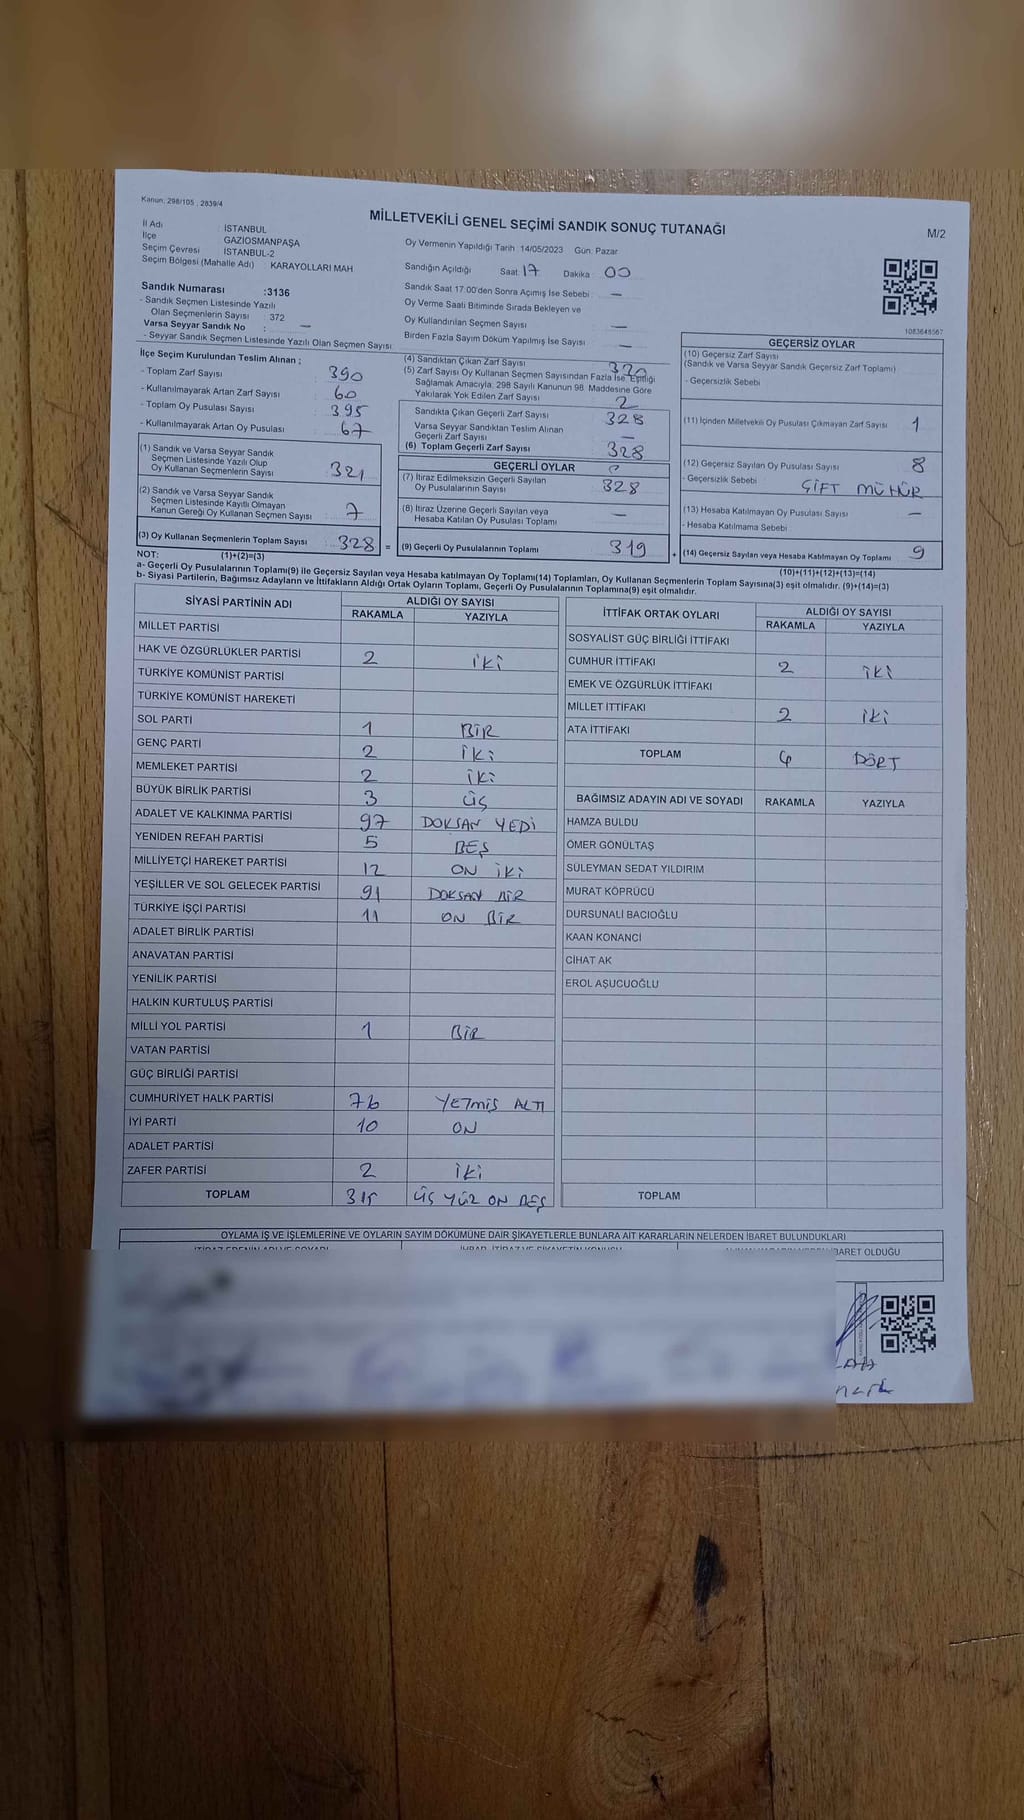 Kanun: 298/105 , 2839/4
MİLLETVEKİLİ GENEL SEÇİMİ SANDIK SONUÇ TUTANAĞI
M/2
İl Adı : İSTANBUL
İlçe GAZİOSMANPAŞA
Seçim Çevresi İSTANBUL-2
Seçim Bölgesi (Mahalle Adı) : KARAYOLLARI MAH
Oy Vermenin Yapıldığı Tarih: 14/05/2023 Gün: Pazar
Sandığın Açıldığı Saat: 17 Dakika: 00
Sandık Saat 17:00'den Sonra Açımış İse Sebebi: —
Oy Verme Saati Bitiminde Sırada Bekleyen ve
Oy Kullandırılan Seçmen Sayısı —
Birden Fazla Sayım Döküm Yapılmış İse Sayısı —
1083648567
Sandık Numarası :3136
- Sandık Seçmen Listesinde Yazılı
Olan Seçmenlerin Sayısı : 372
Varsa Seyyar Sandık No : —
- Seyyar Sandık Seçmen Listesinde Yazılı Olan Seçmen Sayısı:
İlçe Seçim Kurulundan Teslim Alınan ;
- Toplam Zarf Sayısı : 390
- Kullanılmayarak Artan Zarf Sayısı : 60
- Toplam Oy Pusulası Sayısı : 395
- Kullanılmayarak Artan Oy Pusulası : 67
(1) Sandık ve Varsa Seyyar Sandık
Seçmen Listesinde Yazılı Olup
Oy Kullanan Seçmenlerin Sayısı : 321
(2) Sandık ve Varsa Seyyar Sandık
Seçmen Listesinde Kayıtlı Olmayan
Kanun Gereği Oy Kullanan Seçmen Sayısı : 7
(3) Oy Kullanan Seçmenlerin Toplam Sayısı : 328 =
(4) Sandıktan Çıkan Zarf Sayısı : 330
(5) Zarf Sayısı Oy Kullanan Seçmen Sayısından Fazla İse, Eşitliği
Sağlamak Amacıyla, 298 Sayılı Kanunun 98. Maddesine Göre
Yakılarak Yok Edilen Zarf Sayısı : 2
Sandıkta Çıkan Geçerli Zarf Sayısı : 328
Varsa Seyyar Sandıktan Teslim Alınan
Geçerli Zarf Sayısı : —
(6) Toplam Geçerli Zarf Sayısı : 328
GEÇERLİ OYLAR
(7) İtiraz Edilmeksizin Geçerli Sayılan
Oy Pusulalarının Sayısı : 328
(8) İtiraz Üzerine Geçerli Sayılan veya
Hesaba Katılan Oy Pusulası Toplamı : —
(9) Geçerli Oy Pusulalarının Toplamı : 319 +
GEÇERSİZ OYLAR
(10) Geçersiz Zarf Sayısı
(Sandık ve Varsa Seyyar Sandık Geçersiz Zarf Toplamı)
- Geçersizlik Sebebi
(11) İçinden Milletvekili Oy Pusulası Çıkmayan Zarf Sayısı : 1
(12) Geçersiz Sayılan Oy Pusulası Sayısı : 8
- Geçersizlik Sebebi : ÇİFT MÜHÜR
(13) Hesaba Katılmayan Oy Pusulası Sayısı : —
- Hesaba Katılmama Sebebi
(14) Geçersiz Sayılan veya Hesaba Katılmayan Oy Toplamı : 9
NOT: (1)+(2)=(3) (10)+(11)+(12)+(13)=(14)
a- Geçerli Oy Pusulalarının Toplamı(9) ile Geçersiz Sayılan veya Hesaba katılmayan Oy Toplamı(14) Toplamları, Oy Kullanan Seçmenlerin Toplam Sayısına(3) eşit olmalıdır. (9)+(14)=(3)
b- Siyasi Partilerin, Bağımsız Adayların ve İttifakların Aldığı Ortak Oyların Toplamı, Geçerli Oy Pusulalarının Toplamına(9) eşit olmalıdır.
SİYASİ PARTİNİN ADI ALDIĞI OY SAYISI
RAKAMLA YAZIYLA
MİLLET PARTİSİ
HAK VE ÖZGÜRLÜKLER PARTİSİ 2 İKİ
TÜRKİYE KOMÜNİST PARTİSİ
TÜRKİYE KOMÜNİST HAREKETİ
SOL PARTİ 1 BİR
GENÇ PARTİ 2 İKİ
MEMLEKET PARTİSİ 2 İKİ
BÜYÜK BİRLİK PARTİSİ 3 ÜÇ
ADALET VE KALKINMA PARTİSİ 97 DOKSAN YEDİ
YENİDEN REFAH PARTİSİ 5 BEŞ
MİLLİYETÇİ HAREKET PARTİSİ 12 ON İKİ
YEŞİLLER VE SOL GELECEK PARTİSİ 91 DOKSAN BİR
TÜRKİYE İŞÇİ PARTİSİ 11 ON BİR
ADALET BİRLİK PARTİSİ
ANAVATAN PARTİSİ
YENİLİK PARTİSİ
HALKIN KURTULUŞ PARTİSİ
MİLLİ YOL PARTİSİ 1 BİR
VATAN PARTİSİ
GÜÇ BİRLİĞİ PARTİSİ
CUMHURİYET HALK PARTİSİ 76 YETMİŞ ALTI
İYİ PARTİ 10 ON
ADALET PARTİSİ
ZAFER PARTİSİ 2 İKİ
TOPLAM 315 ÜÇ YÜZ ON BEŞ
İTTİFAK ORTAK OYLARI ALDIĞI OY SAYISI
RAKAMLA YAZIYLA
SOSYALİST GÜÇ BİRLİĞİ İTTİFAKI
CUMHUR İTTİFAKI 2 İKİ
EMEK VE ÖZGÜRLÜK İTTİFAKI
MİLLET İTTİFAKI 2 İKİ
ATA İTTİFAKI
TOPLAM 4 DÖRT
BAĞIMSIZ ADAYIN ADI VE SOYADI RAKAMLA YAZIYLA
HAMZA BULDU
ÖMER GÖNÜLTAŞ
SÜLEYMAN SEDAT YILDIRIM
MURAT KÖPRÜCÜ
DURSUNALİ BACIOĞLU
KAAN KONANCİ
CİHAT AK
EROL AŞUCUOĞLU
TOPLAM
OYLAMA İŞ VE İŞLEMLERİNE VE OYLARIN SAYIM DÖKÜMÜNE DAİR ŞİKAYETLERLE BUNLARA AİT KARARLARIN NELERDEN İBARET BULUNDUKLARI
BARET OLDUĞU